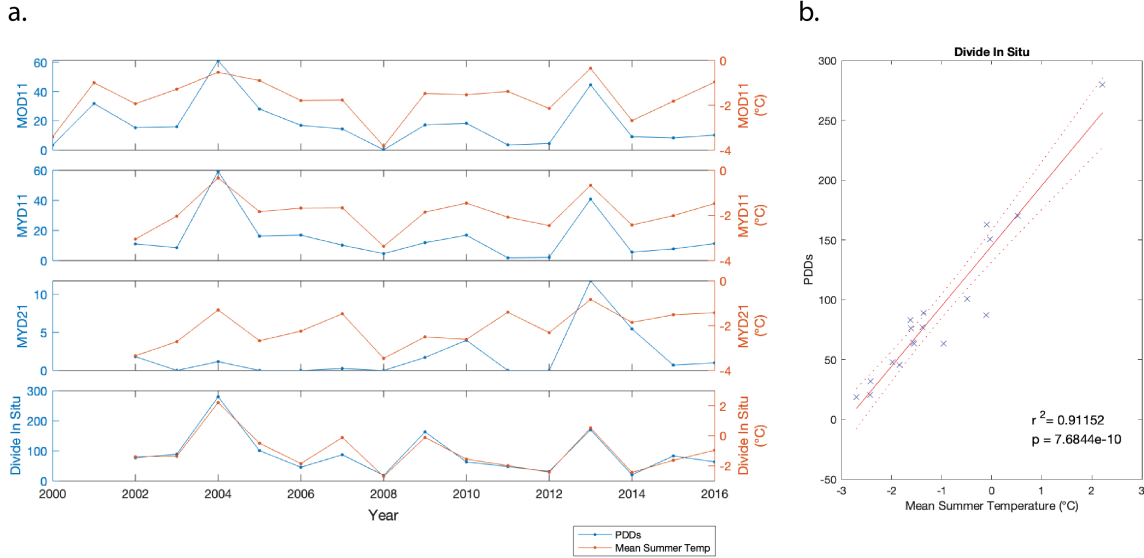 a.
60
40
20
0
MOD11
0
-2
-4
MOD11
(°C)
60
40
20
0
MYD11
0
-2
-4
MYD11
(°C)
10
5
0
MYD21
0
-2
-4
MYD21
(°C)
300
200
100
0
Divide In Situ
2
0
-2
Divide In Situ
(°C)
2000 2002 2004 2006 2008 2010 2012 2014 2016
Year
PDDs
Mean Summer Temp
b.
Divide In Situ
300
250
200
150
100
50
0
-50
PDDs
r 2 = 0.91152
p = 7.6844e-10
-3 -2 -1 0 1 2 3
Mean Summer Temperature (°C)